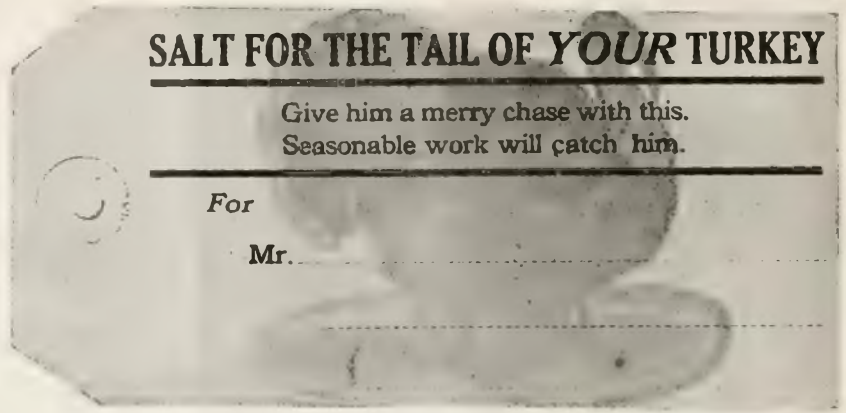 SALT FOR THE TAIL OF YOUR TURKEY
Give him a merry chase with this.
Seasonable work will catch him.
For
Mr.